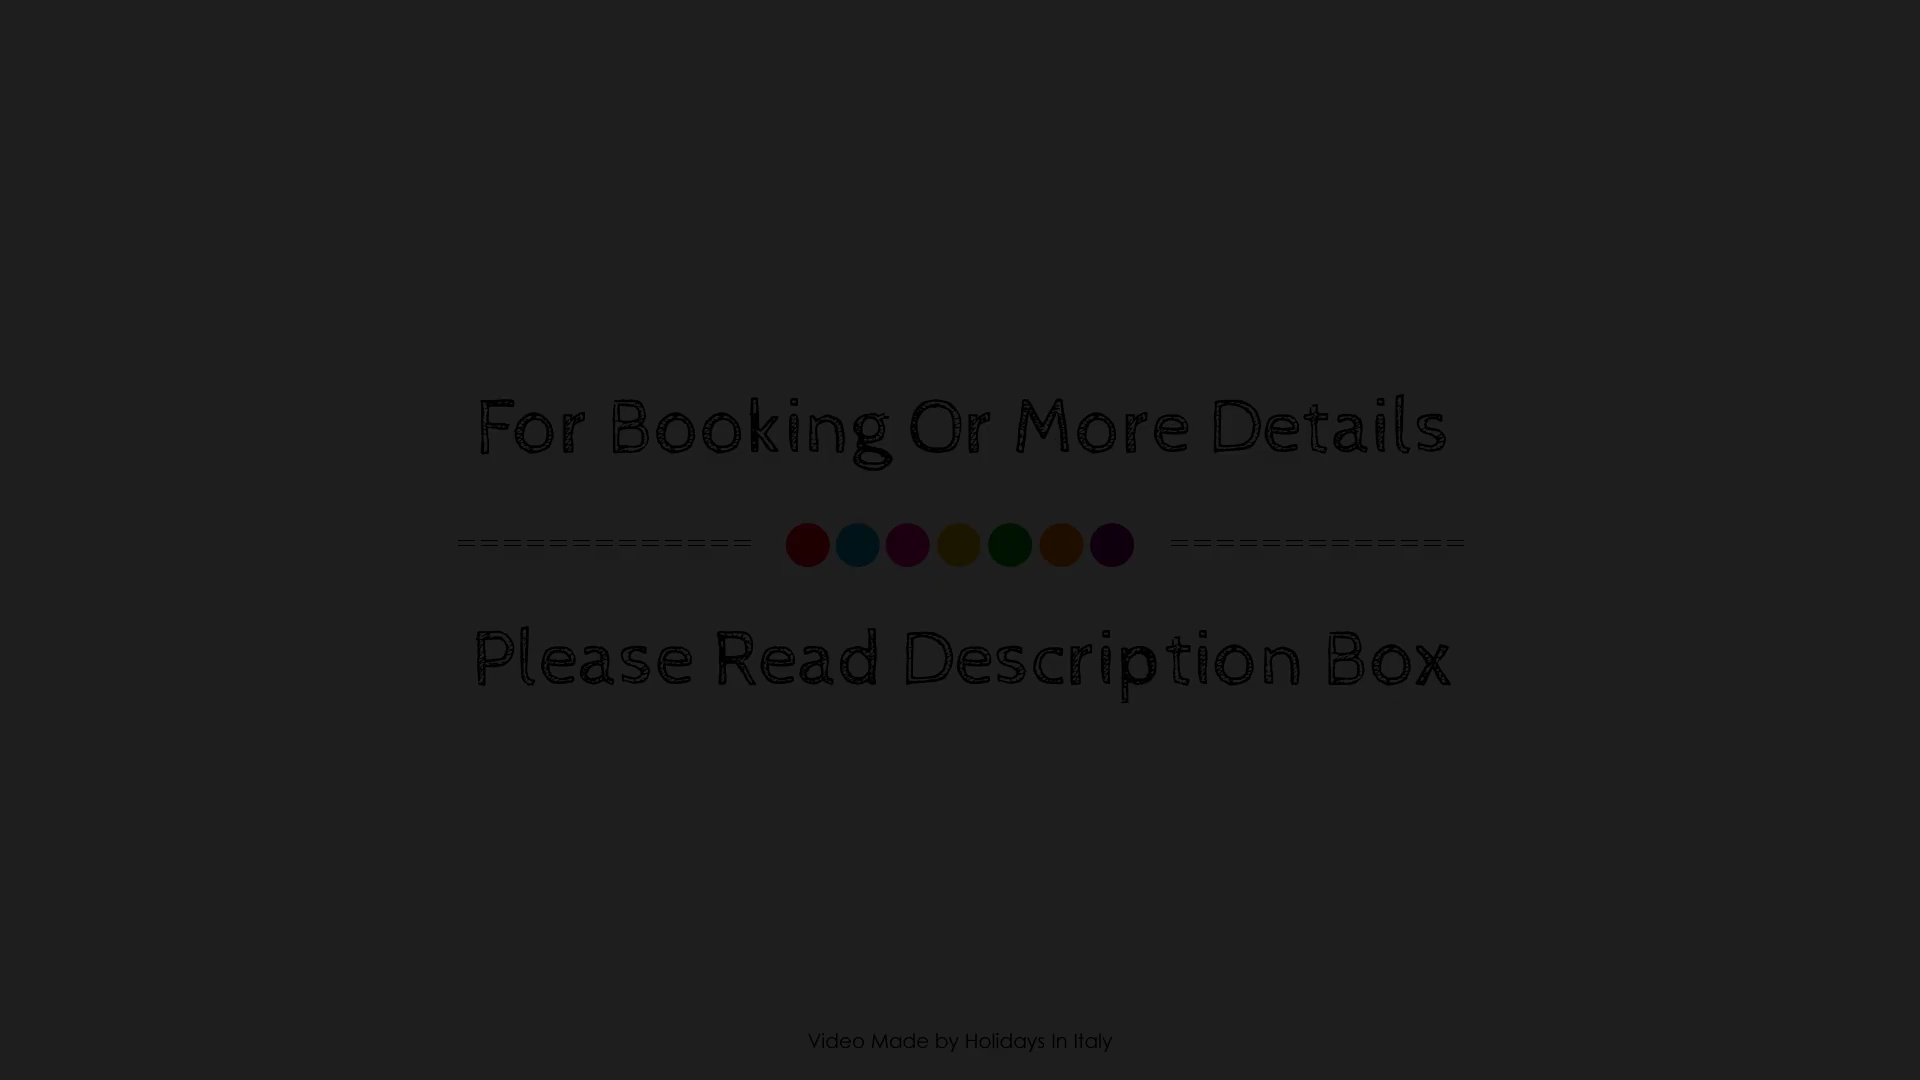 For Booking Or More Details
============= =============
Please Read Description Box
Video Made by Holidays In Italy